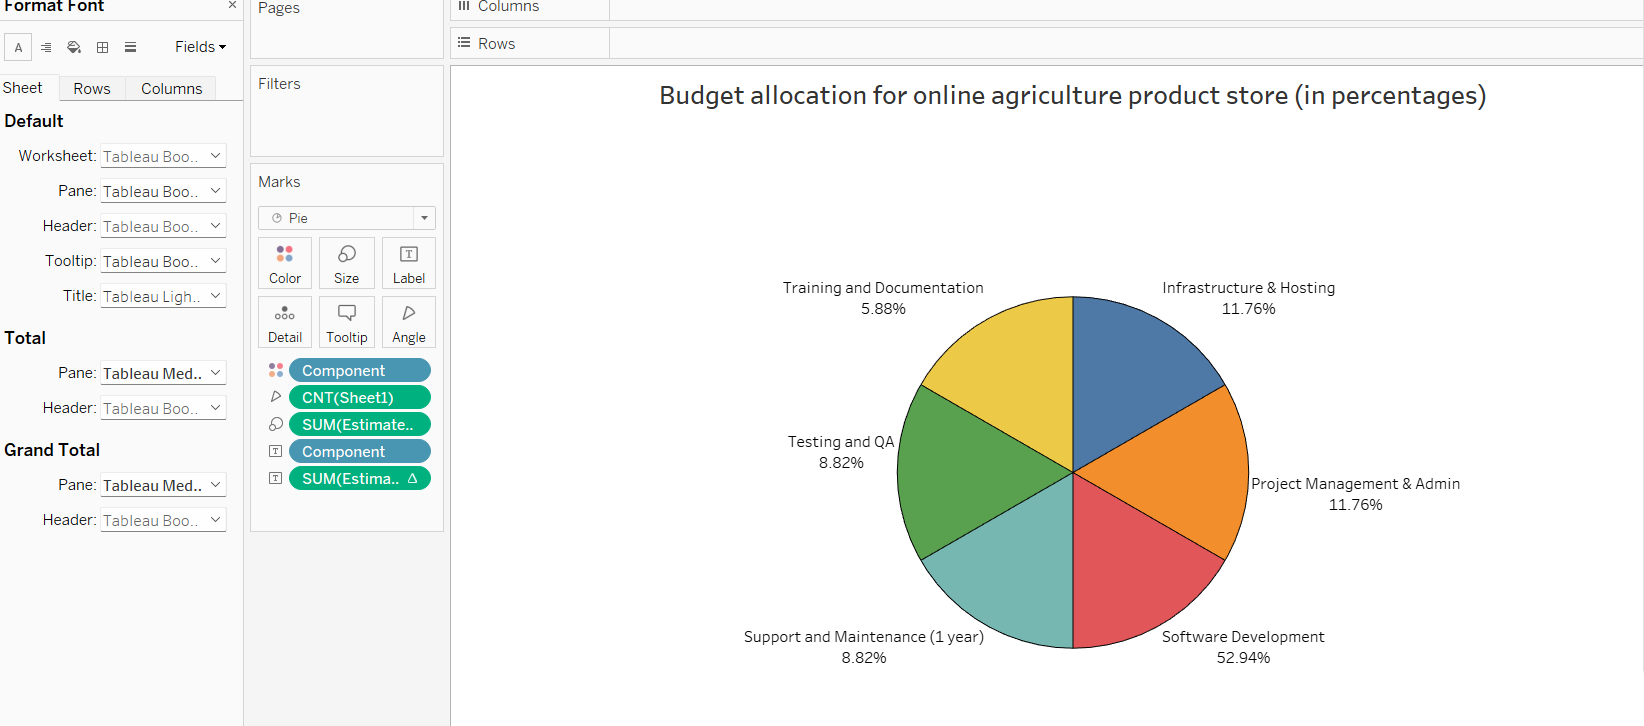 Format Font
×
Pages
Columns
A
Fields
Rows
Sheet
Rows
Columns
Filters
Budget allocation for online agriculture product store (in percentages)
Default
Worksheet: Tableau Boo..
Pane: Tableau Boo..
Header: Tableau Boo..
Tooltip: Tableau Boo..
Title: Tableau Ligh..
Total
Pane: Tableau Med..
Header: Tableau Boo..
Grand Total
Pane: Tableau Med..
Header: Tableau Boo..
Marks
Pie
Color
Size
T
Label
Detail
Tooltip
Angle
Component
CNT(Sheet1)
SUM(Estimate..
T Component
T SUM(Estima.. Δ
Training and Documentation
5.88%
Infrastructure & Hosting
11.76%
Testing and QA
8.82%
Project Management & Admin
11.76%
Support and Maintenance (1 year)
8.82%
Software Development
52.94%